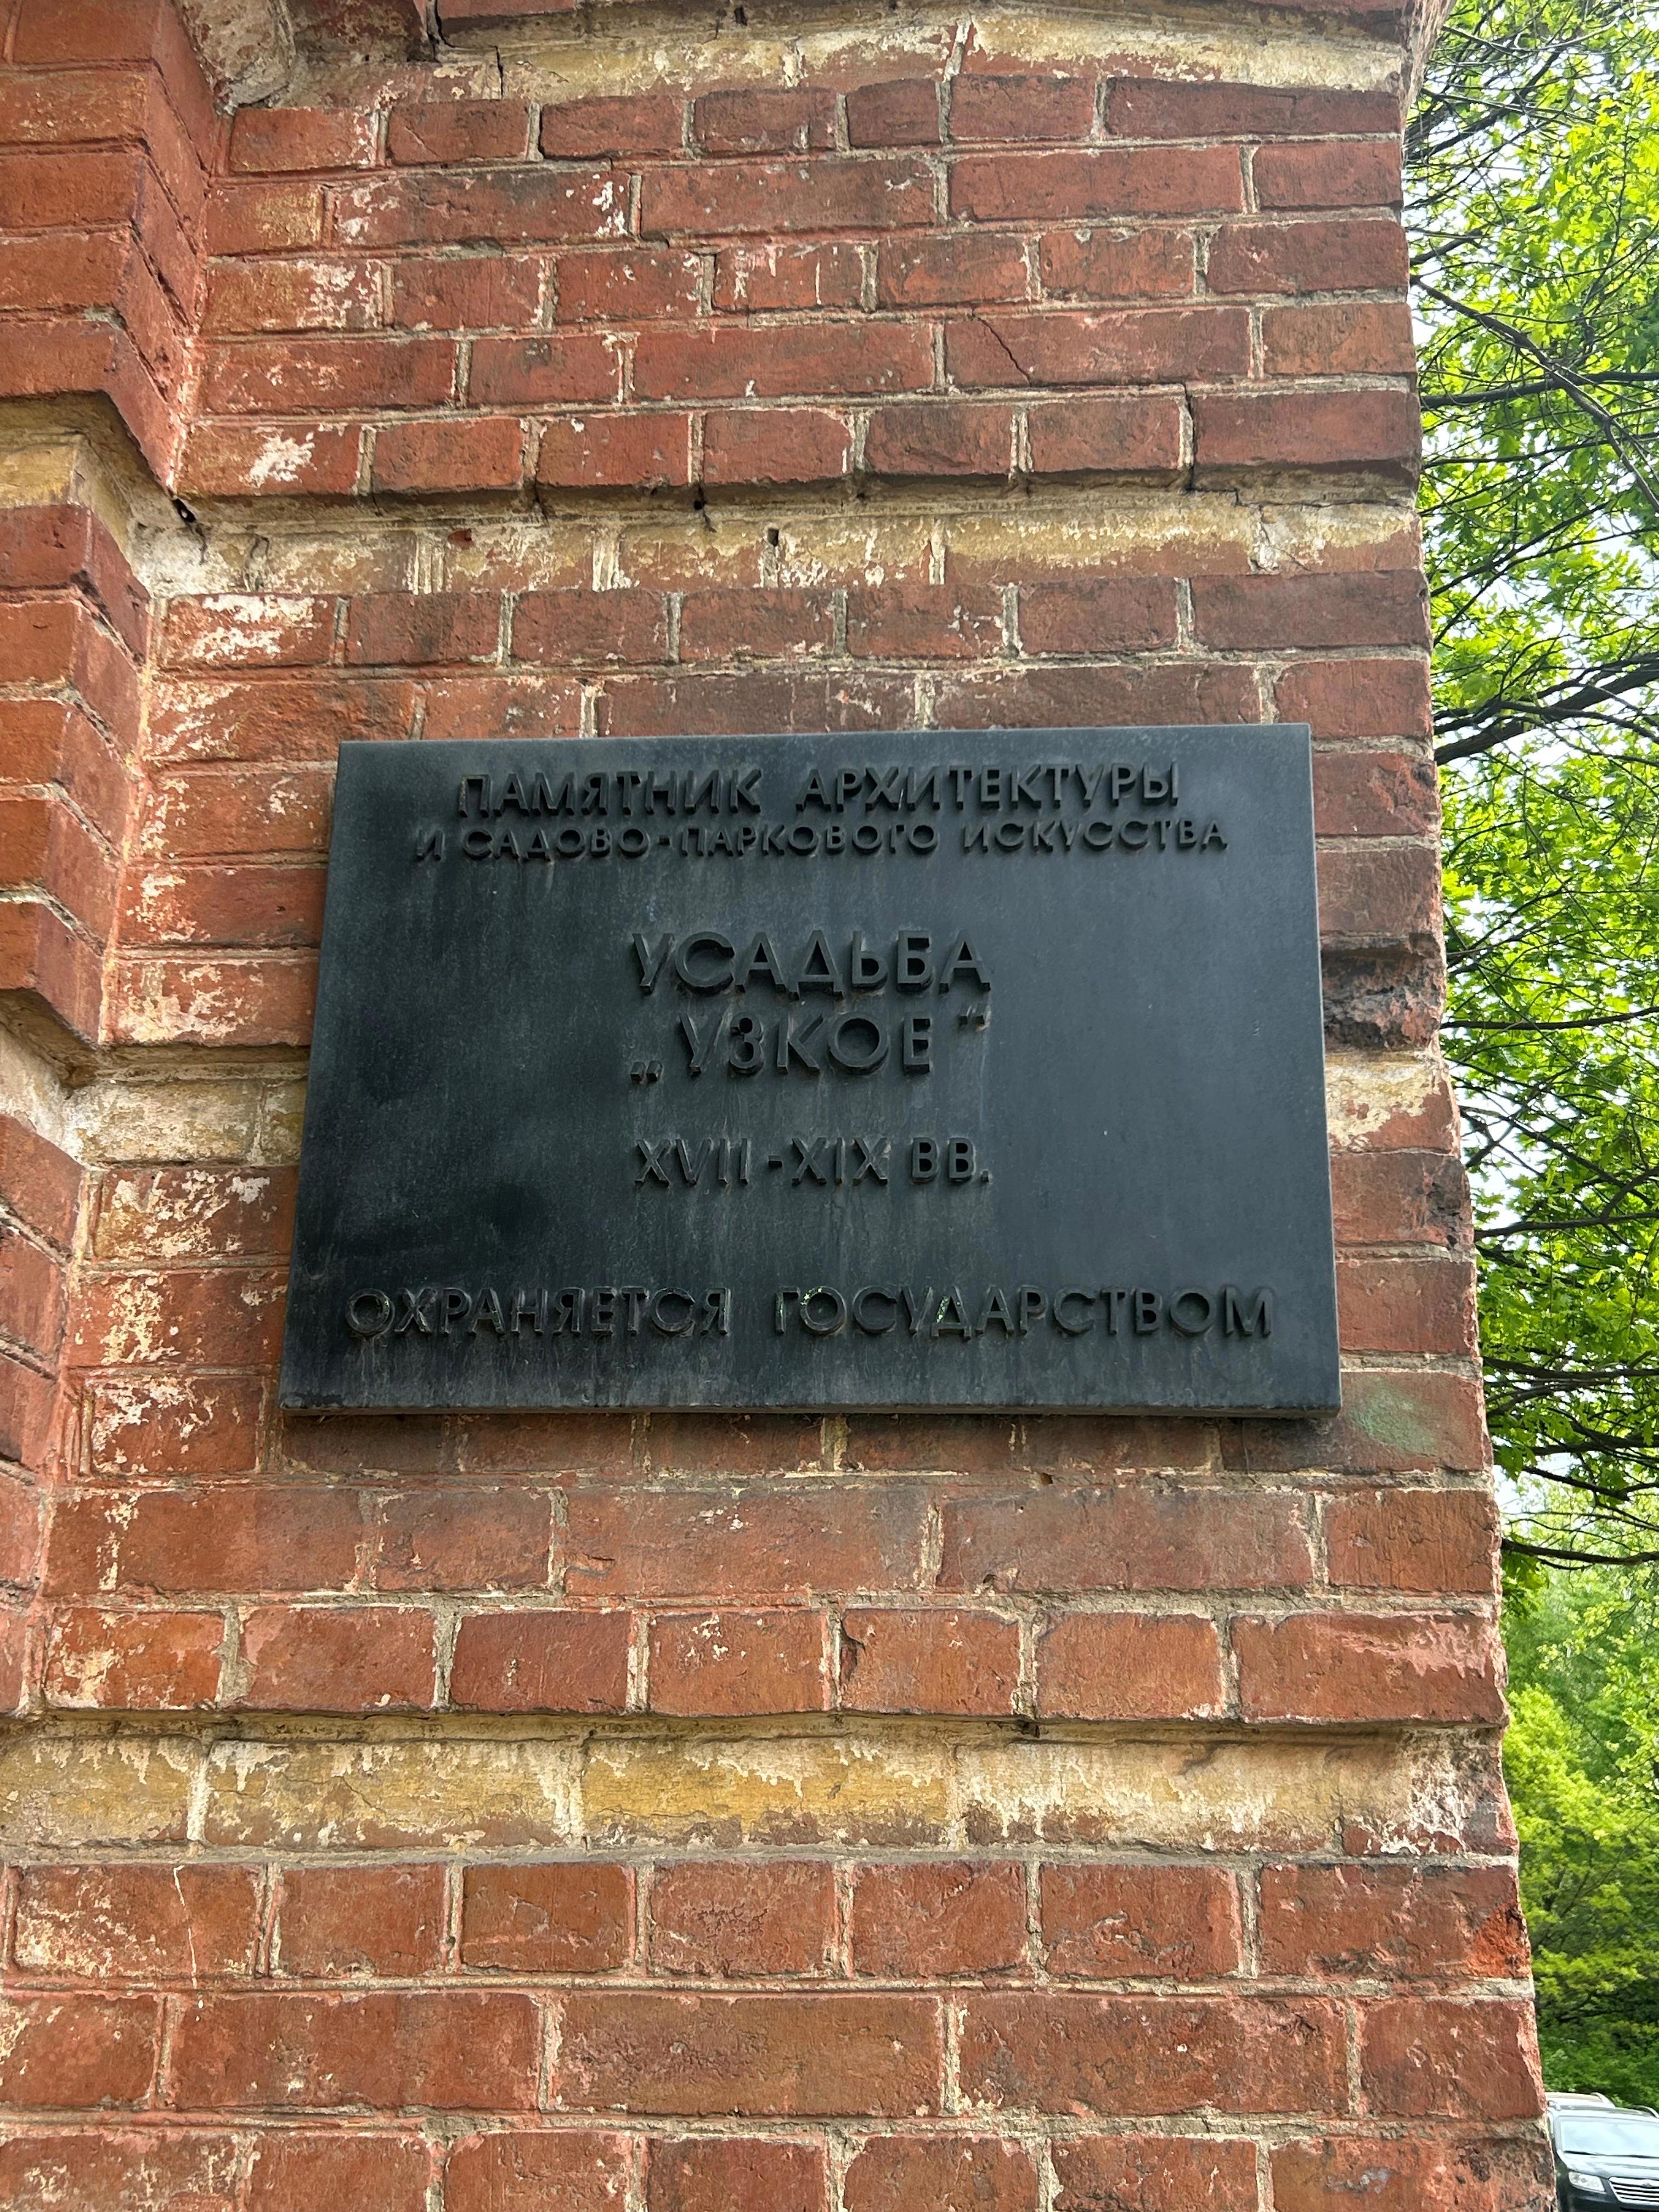 ПАМЯТНИК АРХИТЕКТУРЫ
И САДОВО-ПАРКОВОГО ИСКУССТВА
УСАДЬБА
„УЗКОЕ“
XVII-XIX ВВ.
ОХРАНЯЕТСЯ ГОСУДАРСТВОМ